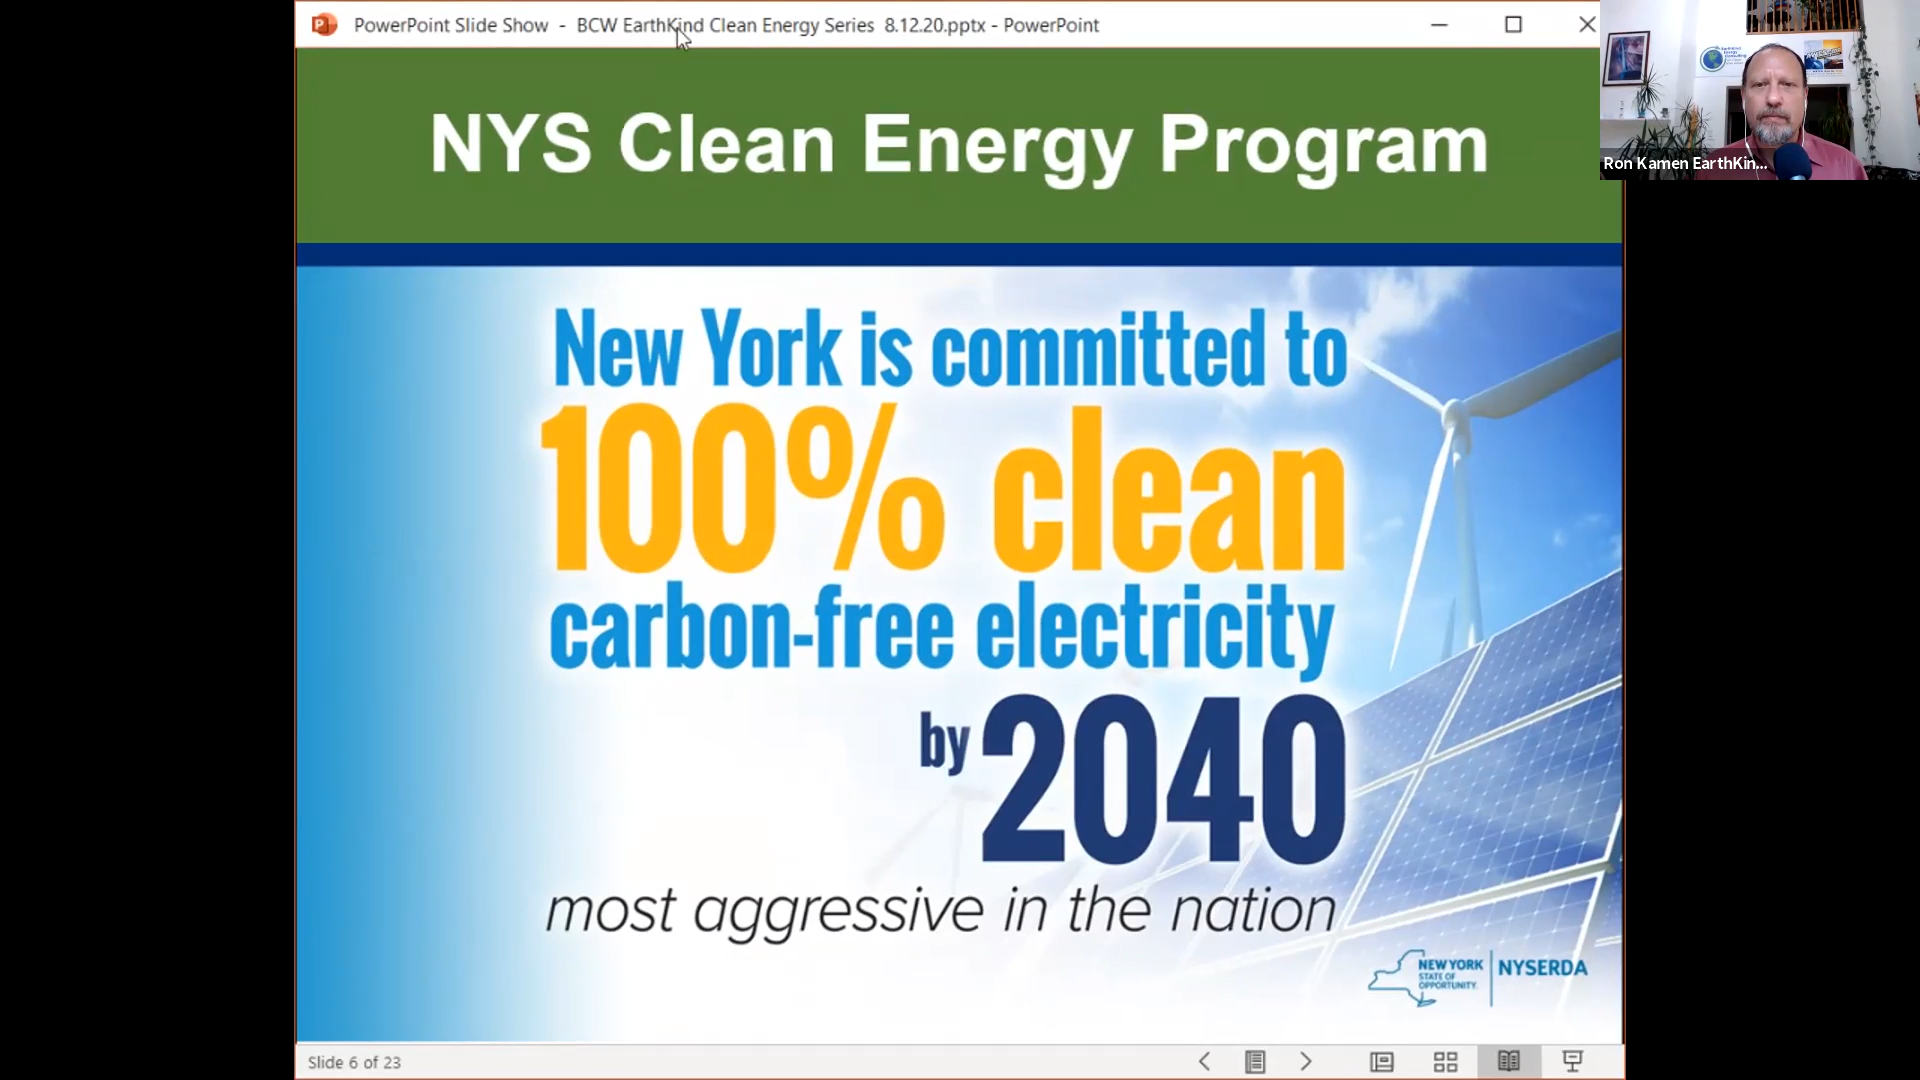 PowerPoint Slide Show - BCW EarthKind Clean Energy Series 8.12.20.pptx - PowerPoint
NYS Clean Energy Program
Ron Kamen EarthKin...
New York is committed to
100% clean
carbon-free electricity
by 2040
most aggressive in the nation
NEW YORK
STATE OF
OPPORTUNITY.
NYSERDA
Slide 6 of 23